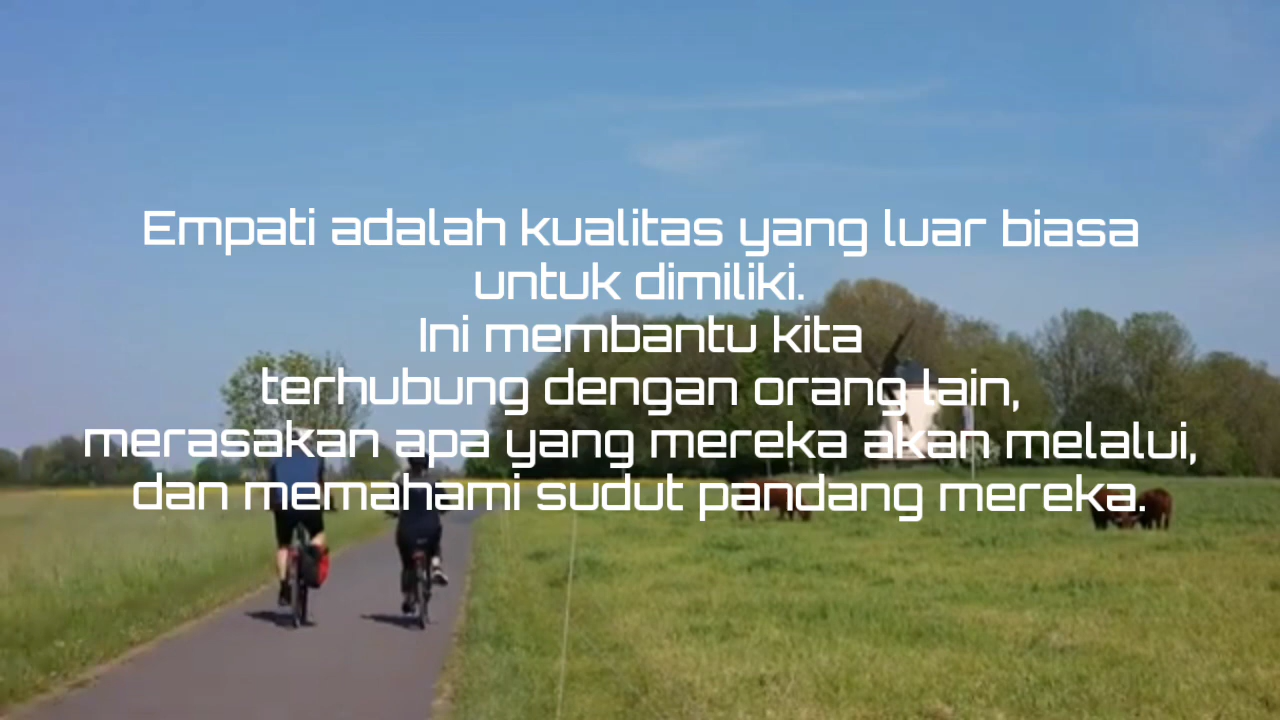 Empati adalah kualitas yang luar biasa
untuk dimiliki.
Ini membantu kita
terhubung dengan orang lain,
merasakan apa yang mereka akan melalui,
dan memahami sudut pandang mereka.